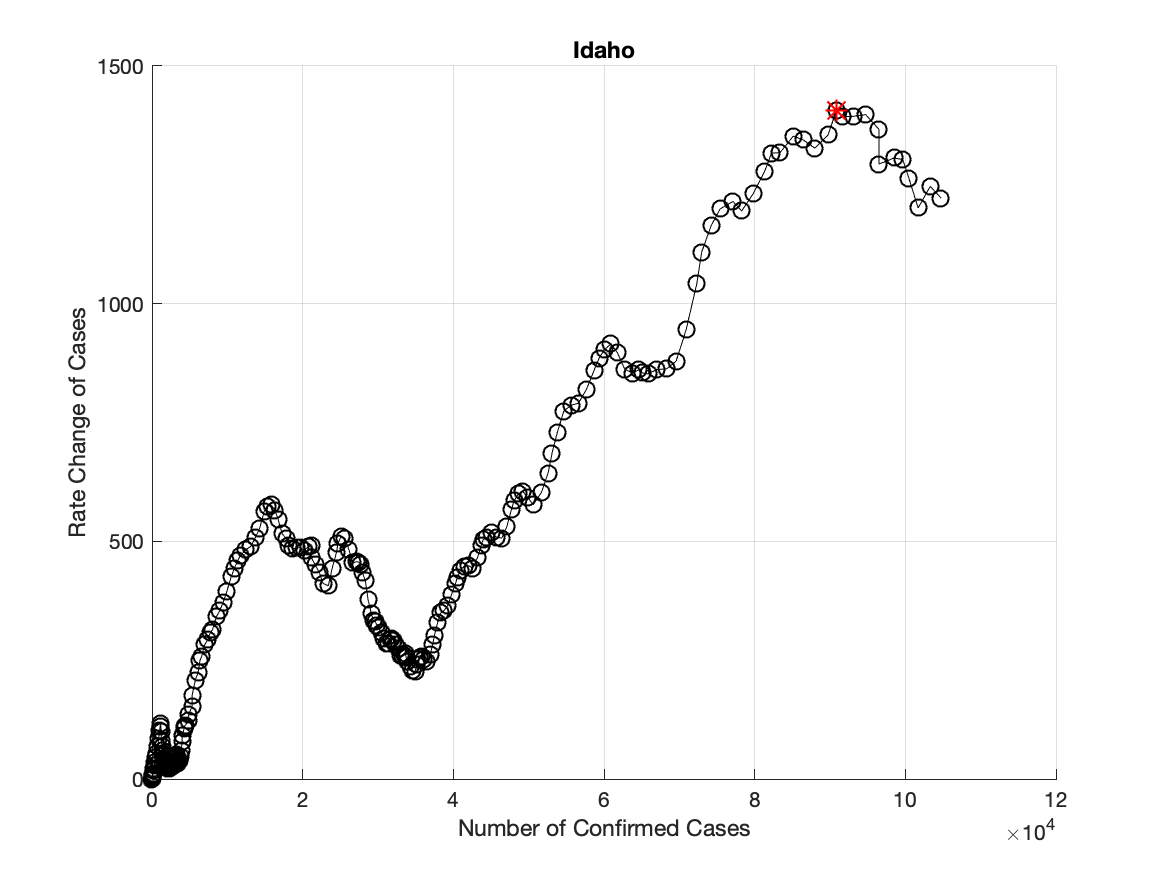 Idaho
1500
1000
500
0
Rate Change of Cases
0 2 4 6 8 10 12
Number of Confirmed Cases
×10^4